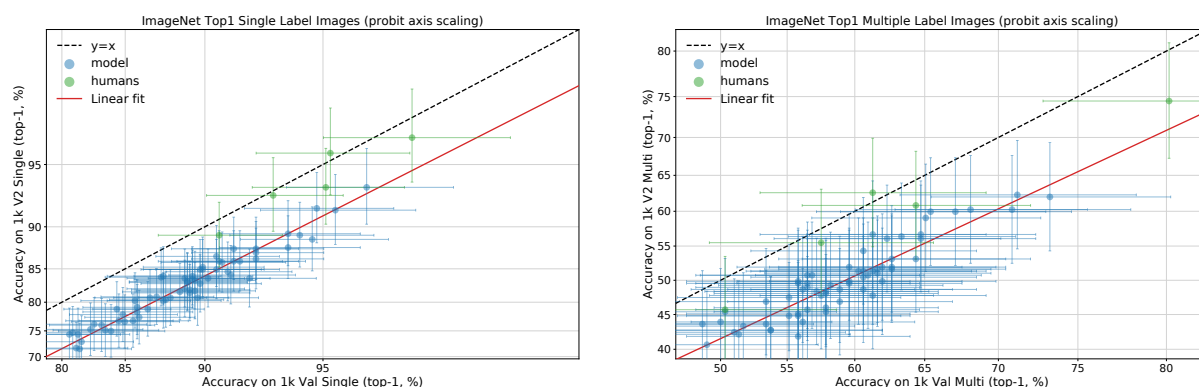 ImageNet Top1 Single Label Images (probit axis scaling)
y=x
model
humans
Linear fit
95
90
85
80
75
70
Accuracy on 1k V2 Single (top-1, %)
80
85
90
95
Accuracy on 1k Val Single (top-1, %)
ImageNet Top1 Multiple Label Images (probit axis scaling)
y=x
model
humans
Linear fit
80
75
70
65
60
55
50
45
40
Accuracy on 1k V2 Multi (top-1, %)
50
55
60
65
70
75
80
Accuracy on 1k Val Multi (top-1, %)